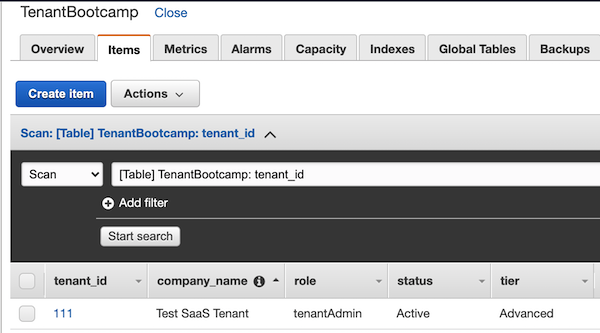 TenantBootcamp Close
Overview Items Metrics Alarms Capacity Indexes Global Tables Backups
Create item Actions
Scan: [Table] TenantBootcamp: tenant_id
Scan [Table] TenantBootcamp: tenant_id
Add filter
Start search
tenant_id company_name role status tier
111 Test SaaS Tenant tenantAdmin Active Advanced